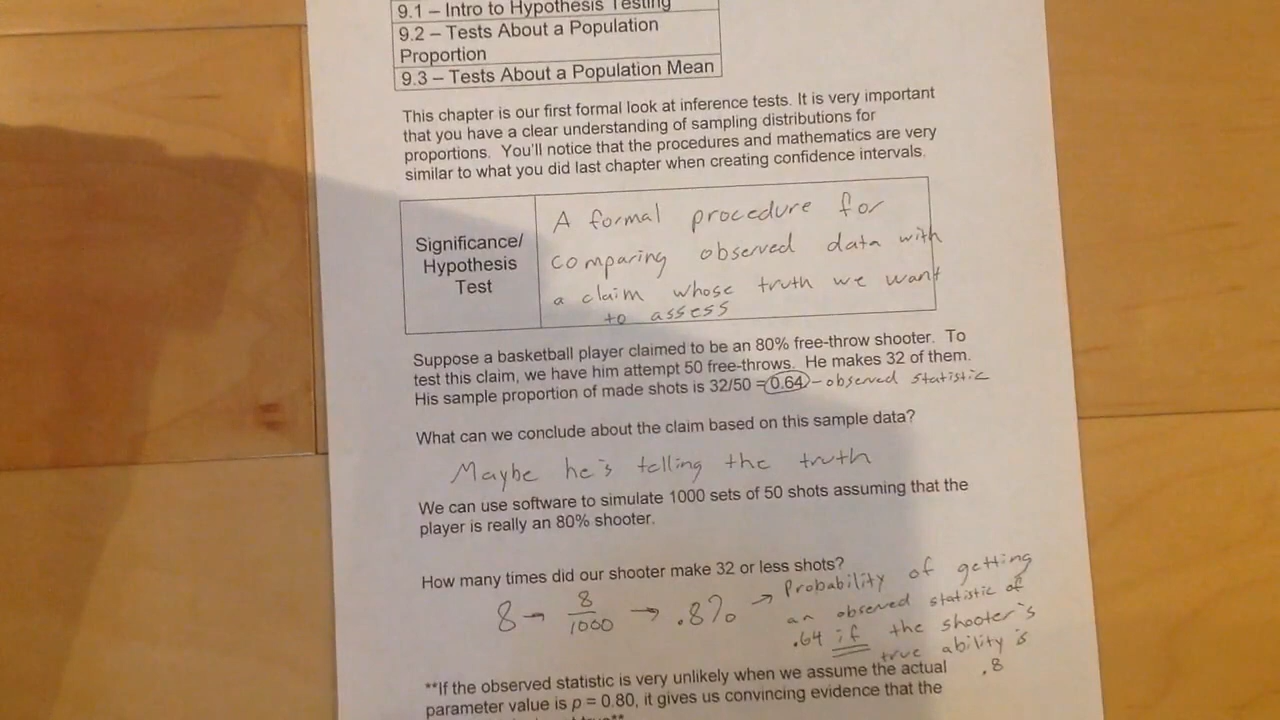 9.1 – Intro to Hypothesis Testing
9.2 – Tests About a Population
Proportion
9.3 – Tests About a Population Mean
This chapter is our first formal look at inference tests. It is very important
that you have a clear understanding of sampling distributions for
proportions. You'll notice that the procedures and mathematics are very
similar to what you did last chapter when creating confidence intervals.
Significance/
Hypothesis
Test
A formal procedure for
comparing observed data with
a claim whose truth we want
to assess
Suppose a basketball player claimed to be an 80% free-throw shooter. To
test this claim, we have him attempt 50 free-throws. He makes 32 of them.
His sample proportion of made shots is 32/50 = 0.64 – observed statistic
What can we conclude about the claim based on this sample data?
Maybe he's telling the truth
We can use software to simulate 1000 sets of 50 shots assuming that the
player is really an 80% shooter.
How many times did our shooter make 32 or less shots?
8 → 8/1000 → .8% → Probability of getting
an observed statistic of
.64 if the shooter's
true ability is
.8
**If the observed statistic is very unlikely when we assume the actual
parameter value is p = 0.80, it gives us convincing evidence that the